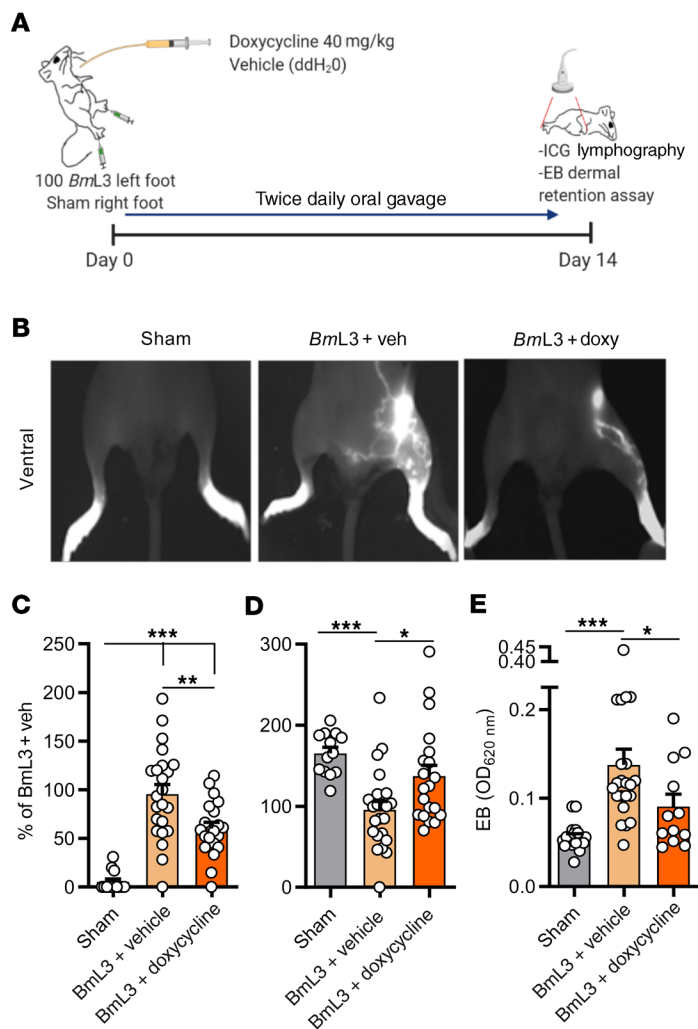 A
Doxycycline 40 mg/kg
Vehicle (ddH20)
100 BmL3 left foot
Sham right foot
Twice daily oral gavage
-ICG lymphography
-EB dermal
retention assay
Day 0
Day 14
B
Sham
BmL3 + veh
BmL3 + doxy
Ventral
C
% of BmL3 + veh
250
200
150
100
50
0
***
**
Sham
BmL3 + vehicle
BmL3 + doxycycline
D
300
200
100
0
***
*
Sham
BmL3 + vehicle
BmL3 + doxycycline
E
EB (OD620 nm)
0.45
0.40
0.2
0.1
0.0
***
*
Sham
BmL3 + vehicle
BmL3 + doxycycline